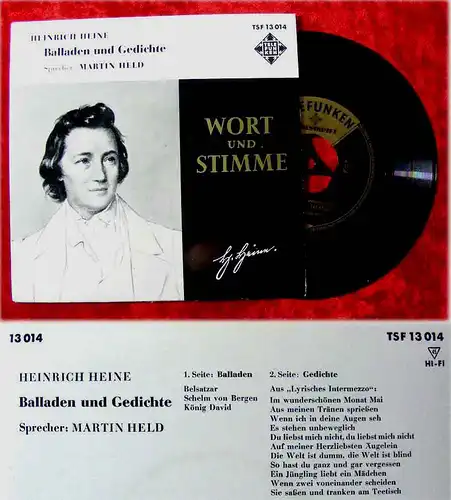 HEINRICH HEINE
TSF 13 014
Balladen und Gedichte
Sprecher: MARTIN HELD
TELE
FUNKEN
WORT
UND
STIMME
H. Heine.
EFUNKEN
13 014
TSF 13 014
HI-FI
HEINRICH HEINE
Balladen und Gedichte
Sprecher: MARTIN HELD
1. Seite: Balladen
Belsatzar
Schelm von Bergen
König David
2. Seite: Gedichte
Aus „Lyrisches Intermezzo":
Im wunderschönen Monat Mai
Aus meinen Tränen sprießen
Wenn ich in deine Augen seh
Es stehen unbeweglich
Du liebst mich nicht, du liebst mich nicht
Auf meiner Herzliebsten Äugelein
Die Welt ist dumm, die Welt ist blind
So hast du ganz und gar vergessen
Ein Jüngling liebt ein Mädchen
Wenn zwei voneinander scheiden
Sie saßen und tranken am Teetisch